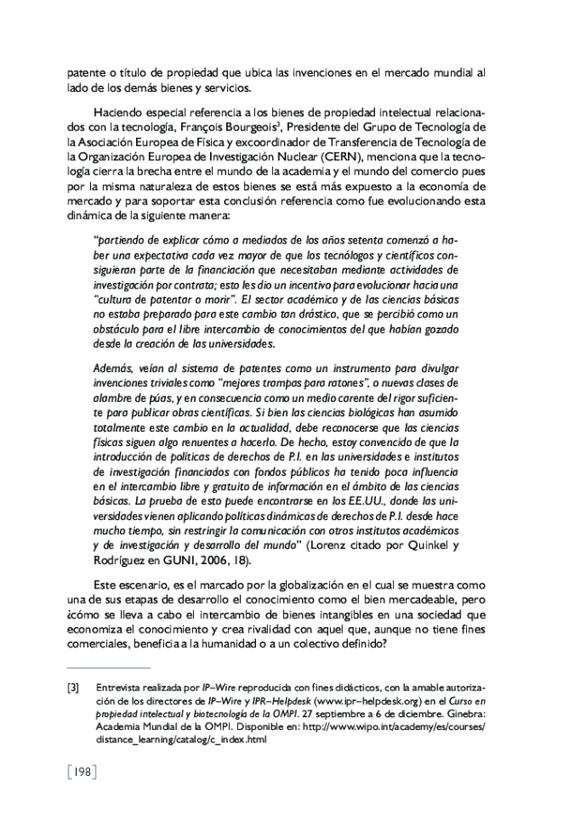 patente o título de propiedad que ubica las invenciones en el mercado mundial al
lado de los demás bienes y servicios.
Haciendo especial referencia a los bienes de propiedad intelectual relaciona-
dos con la tecnología, François Bourgeois3, Presidente del Grupo de Tecnología de
la Asociación Europea de Física y excoordinador de Transferencia de Tecnología de
la Organización Europea de Investigación Nuclear (CERN), menciona que la tecno-
logía cierra la brecha entre el mundo de la academia y el mundo del comercio pues
por la misma naturaleza de estos bienes se está más expuesto a la economía de
mercado y para soportar esta conclusión referencia como fue evolucionando esta
dinámica de la siguiente manera:
“partiendo de explicar cómo a mediados de los años setenta comenzó a ha-
ber una expectativa cada vez mayor de que los tecnólogos y científicos con-
siguieran parte de la financiación que necesitaban mediante actividades de
investigación por contrata; esto les dio un incentivo para evolucionar hacia una
“cultura de patentar o morir”. El sector académico y de las ciencias básicas
no estaba preparado para este cambio tan drástico, que se percibió como un
obstáculo para el libre intercambio de conocimientos del que habían gozado
desde la creación de las universidades.
Además, veían al sistema de patentes como un instrumento para divulgar
invenciones triviales como “mejores trampas para ratones”, o nuevas clases de
alambre de púas, y en consecuencia como un medio carente del rigor suficien-
te para publicar obras científicas. Si bien las ciencias biológicas han asumido
totalmente este cambio en la actualidad, debe reconocerse que las ciencias
físicas siguen algo renuentes a hacerlo. De hecho, estoy convencido de que la
introducción de políticas de derechos de P.I. en las universidades e institutos
de investigación financiados con fondos públicos ha tenido poca influencia
en el intercambio libre y gratuito de información en el ámbito de las ciencias
básicas. La prueba de esto puede encontrarse en los EE.UU., donde las uni-
versidades vienen aplicando políticas dinámicas de derechos de P.I. desde hace
mucho tiempo, sin restringir la comunicación con otros institutos académicos
y de investigación y desarrollo del mundo” (Lorenz citado por Quinkel y
Rodríguez en GUNI, 2006, 18).
Este escenario, es el marcado por la globalización en el cual se muestra como
una de sus etapas de desarrollo el conocimiento como el bien mercadeable, pero
¿cómo se lleva a cabo el intercambio de bienes intangibles en una sociedad que
economiza el conocimiento y crea rivalidad con aquel que, aunque no tiene fines
comerciales, beneficia a la humanidad o a un colectivo definido?
[3] Entrevista realizada por IP–Wire reproducida con fines didácticos, con la amable autoriza-
ción de los directores de IP–Wire y IPR–Helpdesk (www.ipr–helpdesk.org) en el Curso en
propiedad intelectual y biotecnología de la OMPI. 27 septiembre a 6 de diciembre. Ginebra:
Academia Mundial de la OMPI. Disponible en: http://www.wipo.int/academy/es/courses/
distance_learning/catalog/c_index.html
[198]